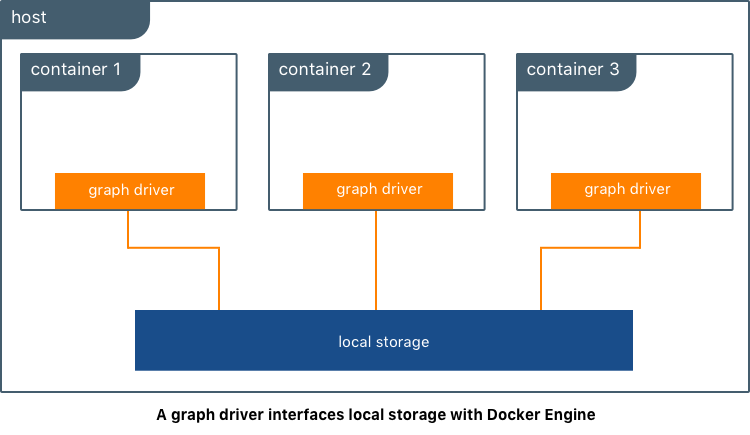 host
container 1
container 2
container 3
graph driver
graph driver
graph driver
local storage
A graph driver interfaces local storage with Docker Engine